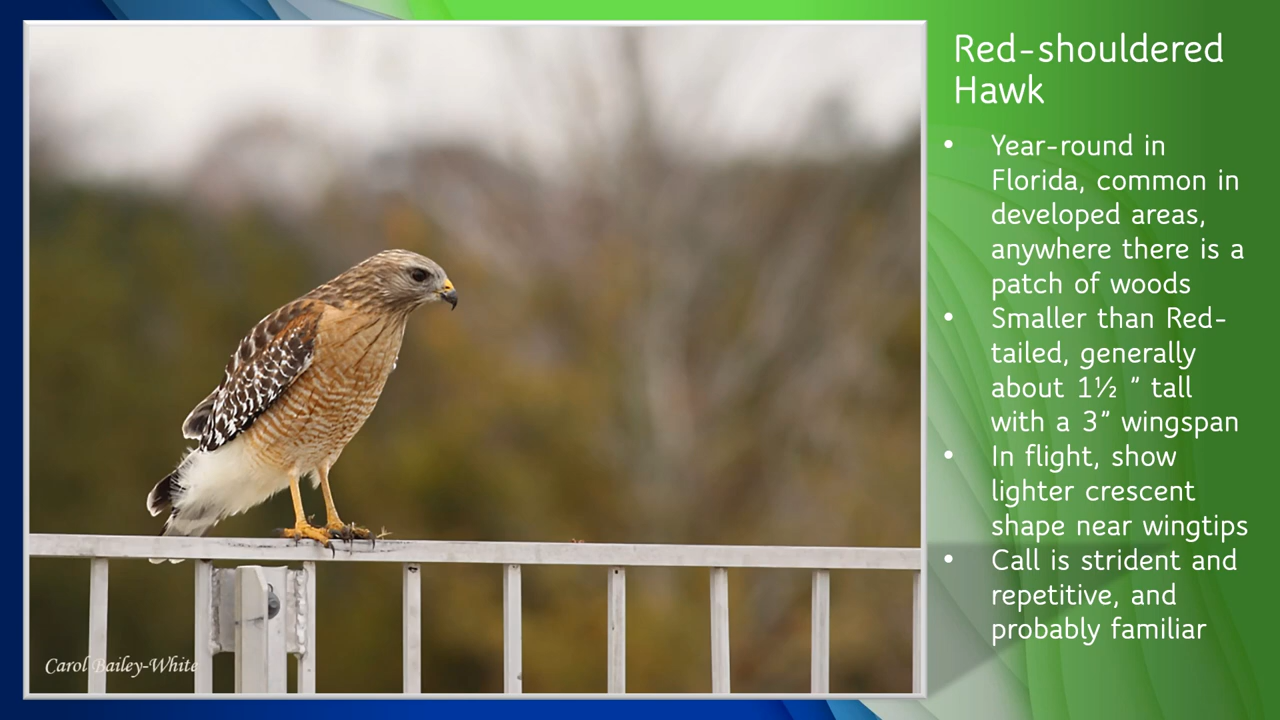 Red-shouldered
Hawk
• Year-round in
Florida, common in
developed areas,
anywhere there is a
patch of woods
• Smaller than Red-
tailed, generally
about 1½ ” tall
with a 3” wingspan
• In flight, show
lighter crescent
shape near wingtips
• Call is strident and
repetitive, and
probably familiar
Carol Bailey-White